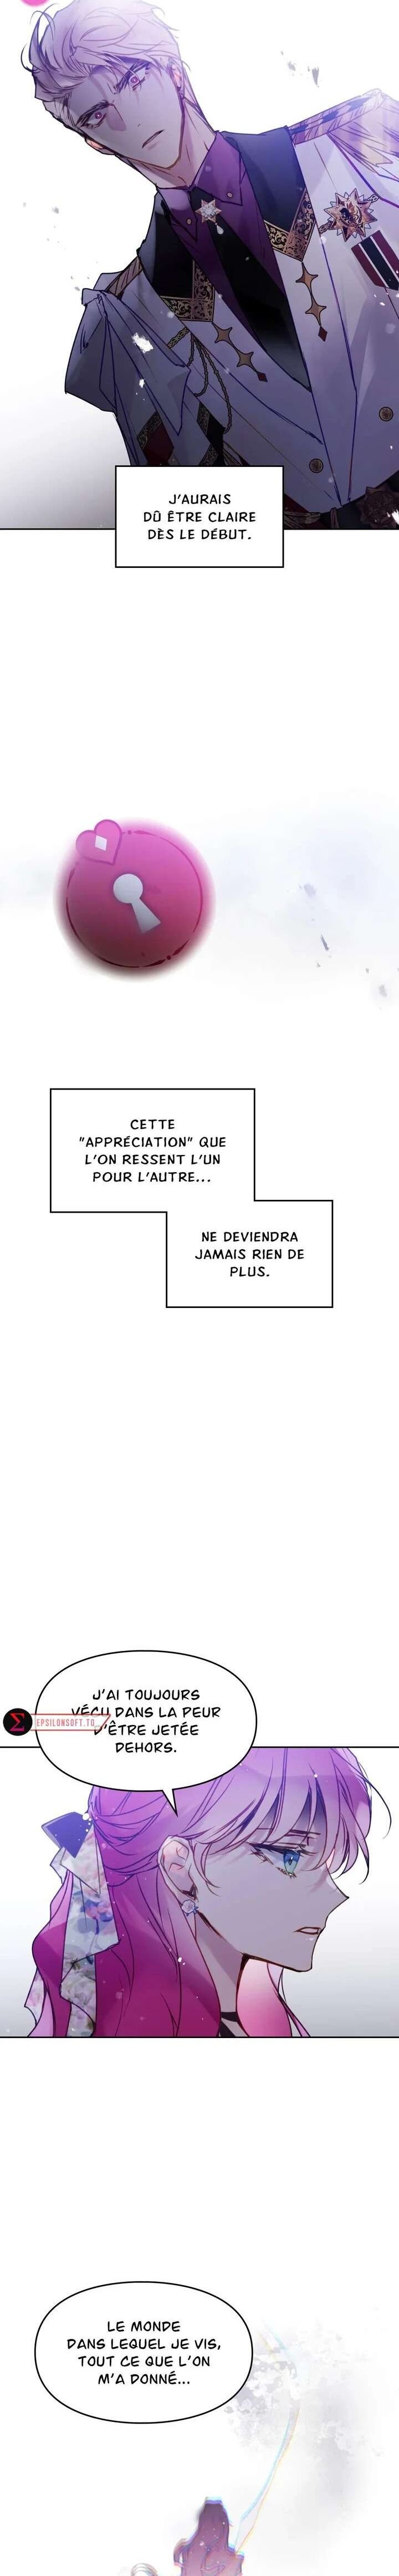 J'AURAIS
DÛ ÊTRE CLAIRE
DÈS LE DÉBUT.
CETTE
"APPRÉCIATION" QUE
L'ON RESSENT L'UN
POUR L'AUTRE...
NE DEVIENDRA
JAMAIS RIEN DE
PLUS.
J'AI TOUJOURS
VÉCU DANS LA PEUR
D'ÊTRE JETÉE
DEHORS.
EPSILONSOFT.TO
LE MONDE
DANS LEQUEL JE VIS,
TOUT CE QUE L'ON
M'A DONNÉ...